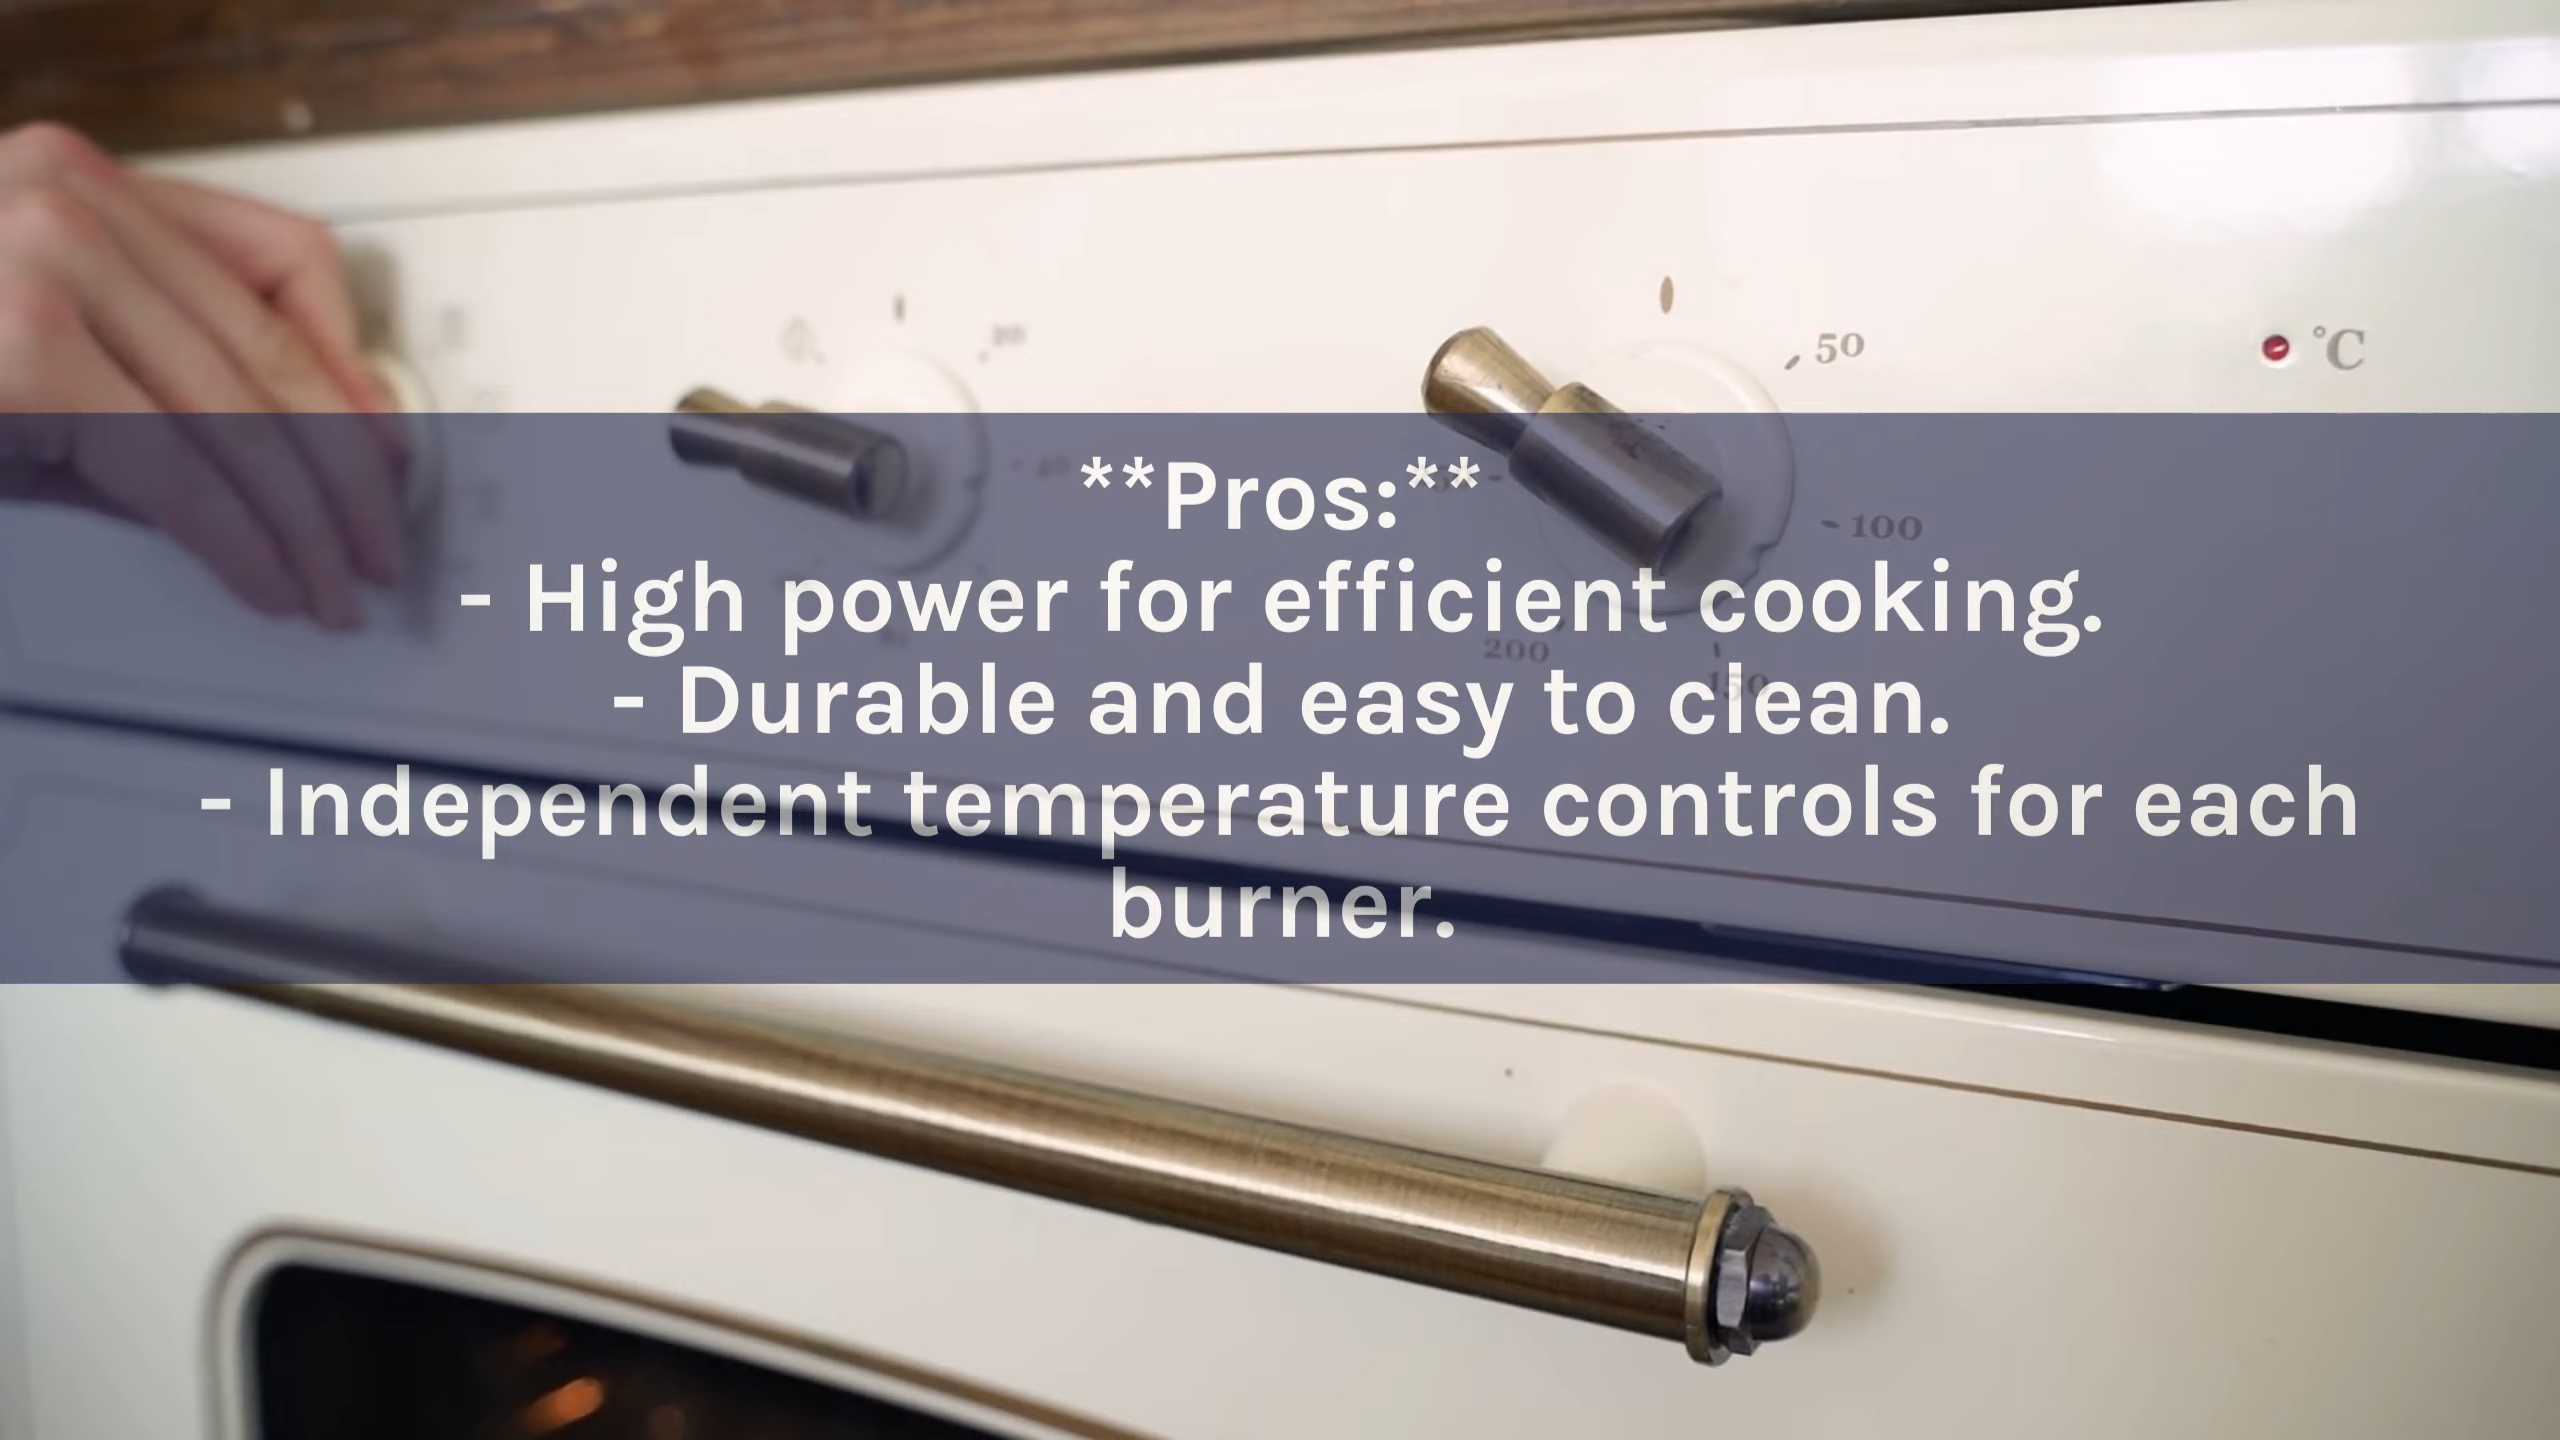 50
°C
**Pros:**
100
- High power for efficient cooking.
200
150
- Durable and easy to clean.
- Independent temperature controls for each
burner.